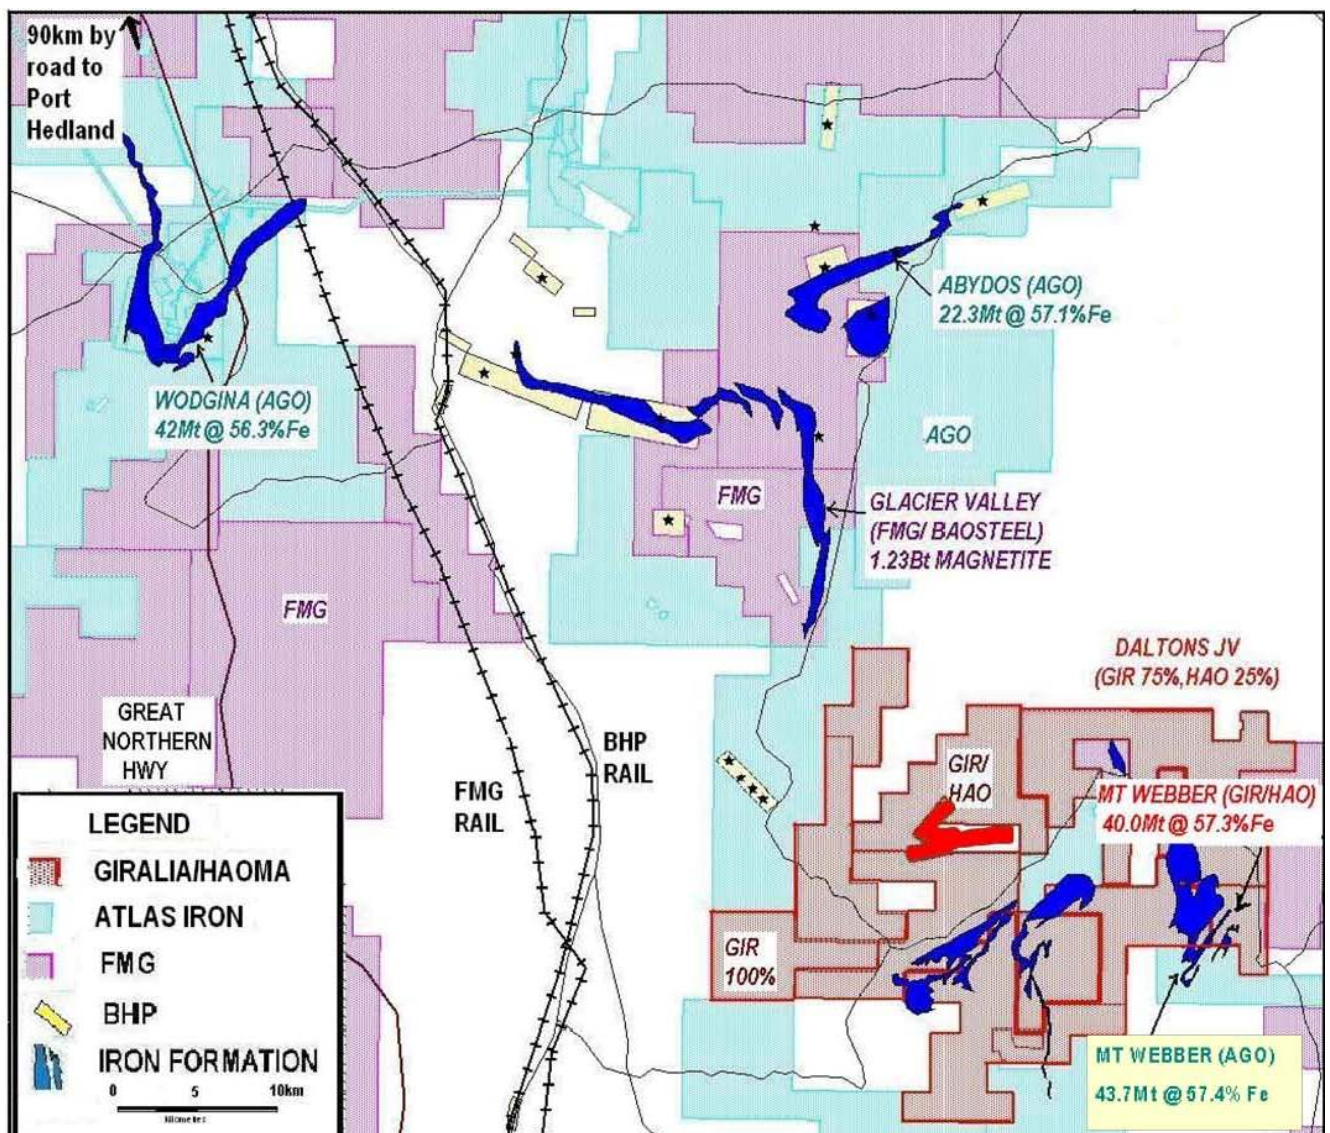 90km by
road to
Port
Hedland
ABYDOS (AGO)
22.3Mt @ 57.1%Fe
WODGINA (AGO)
42Mt @ 56.3%Fe
AGO
FMG
GLACIER VALLEY
(FMG/ BAOSTEEL)
1.23Bt MAGNETITE
FMG
DALTONS JV
(GIR 75%,HAO 25%)
GREAT
NORTHERN
HWY
BHP
RAIL
FMG
RAIL
GIR/
HAO
MT WEBBER (GIR/HAO)
40.0Mt @ 57.3%Fe
GIR
100%
MT WEBBER (AGO)
43.7Mt @ 57.4% Fe
LEGEND
GIRALIA/HAOMA
ATLAS IRON
FMG
BHP
IRON FORMATION
0 5 10km
kilometres